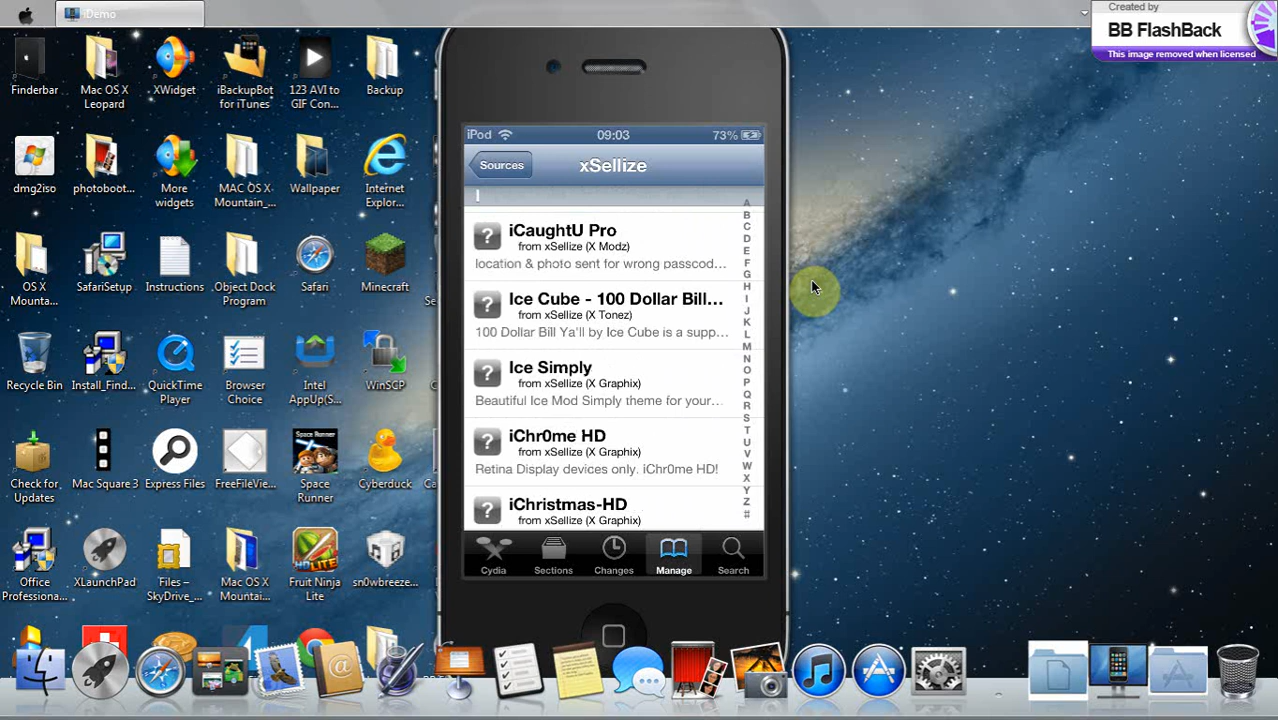 iDemo
Created by
BB FlashBack
This image removed when licensed
Finderbar
Mac OS X
Leopard
XWidget
iBackupBot
for iTunes
123 AVI to
GIF Con...
Backup
dmg2iso
photoboot...
More
widgets
MAC OS X
Mountain_...
Wallpaper
Internet
Explor...
OS X
Mounta...
SafariSetup
Instructions
Object Dock
Program
Safari
Minecraft
Recycle Bin
Install_Find...
QuickTime
Player
Browser
Choice
Intel
AppUp(S...
WinSCP
Check for
Updates
Mac Square 3
Express Files
FreeFileVie...
Space
Runner
Cyberduck
Office
Professiona...
XLaunchPad
Files –
SkyDrive_...
MAC OS X
Mountai...
Fruit Ninja
Lite
sn0wbreeze...
iPod
09:03
73%
Sources
xSellize
I
iCaughtU Pro
from xSellize (X Modz)
location & photo sent for wrong passcod...
Ice Cube - 100 Dollar Bill...
from xSellize (X Tonez)
100 Dollar Bill Ya'll by Ice Cube is a supp...
Ice Simply
from xSellize (X Graphix)
Beautiful Ice Mod Simply theme for your...
iChr0me HD
from xSellize (X Graphix)
Retina Display devices only. iChr0me HD!
iChristmas-HD
from xSellize (X Graphix)
A
B
C
D
E
F
G
H
I
J
K
L
M
N
O
P
Q
R
S
T
U
V
W
X
Y
Z
#
Cydia
Sections
Changes
Manage
Search